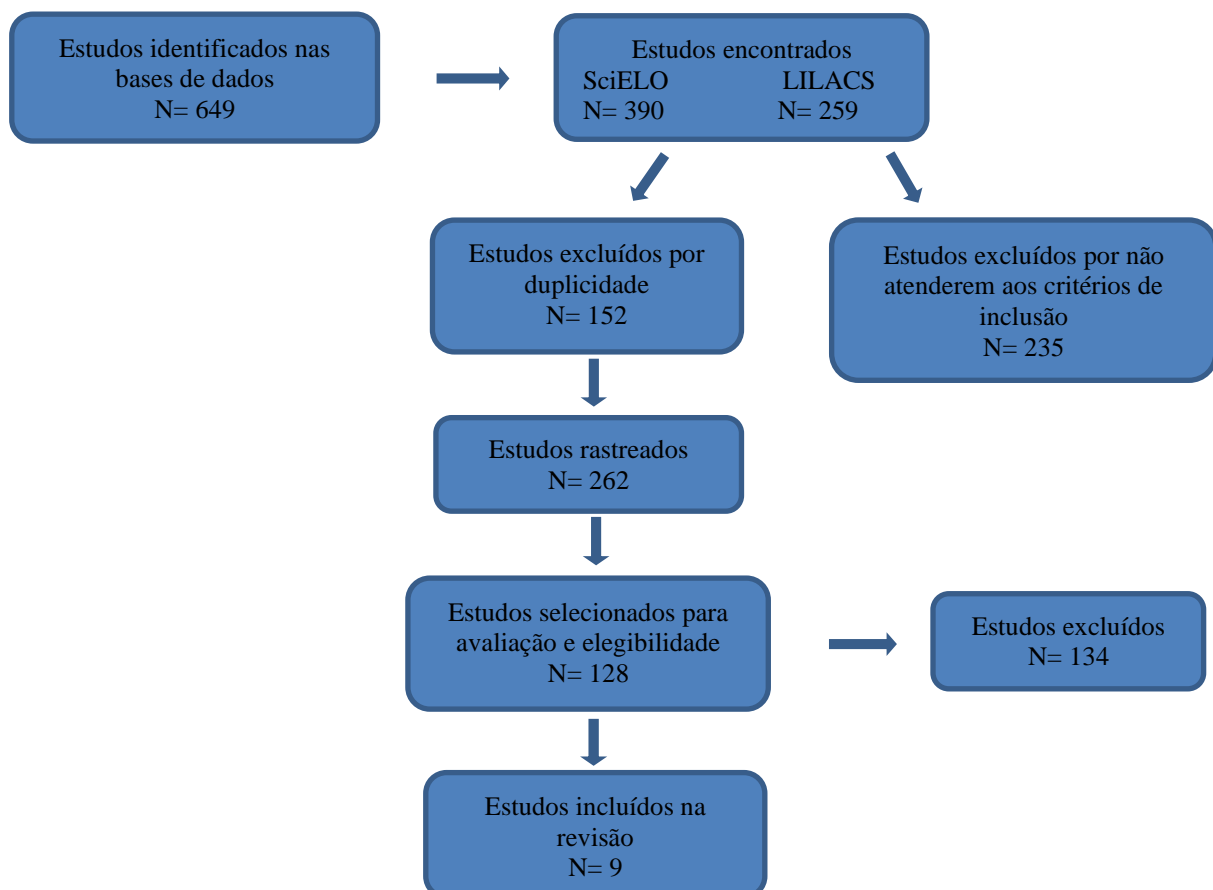 Estudos identificados nas
bases de dados
N= 649
Estudos encontrados
SciELO LILACS
N= 390 N= 259
Estudos excluídos por
duplicidade
N= 152
Estudos excluídos por não
atenderem aos critérios de
inclusão
N= 235
Estudos rastreados
N= 262
Estudos selecionados para
avaliação e elegibilidade
N= 128
Estudos excluídos
N= 134
Estudos incluídos na
revisão
N= 9